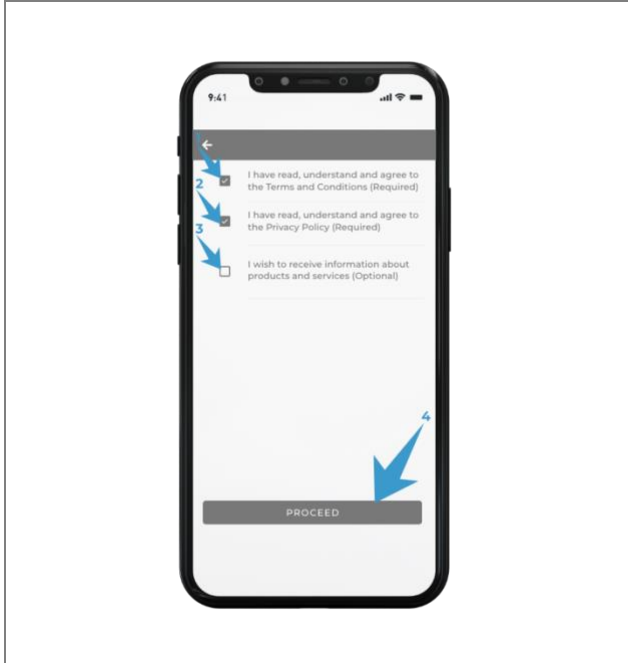 9:41
I have read, understand and agree to
the Terms and Conditions (Required)
2
I have read, understand and agree to
the Privacy Policy (Required)
3
I wish to receive information about
products and services (Optional)
4
PROCEED